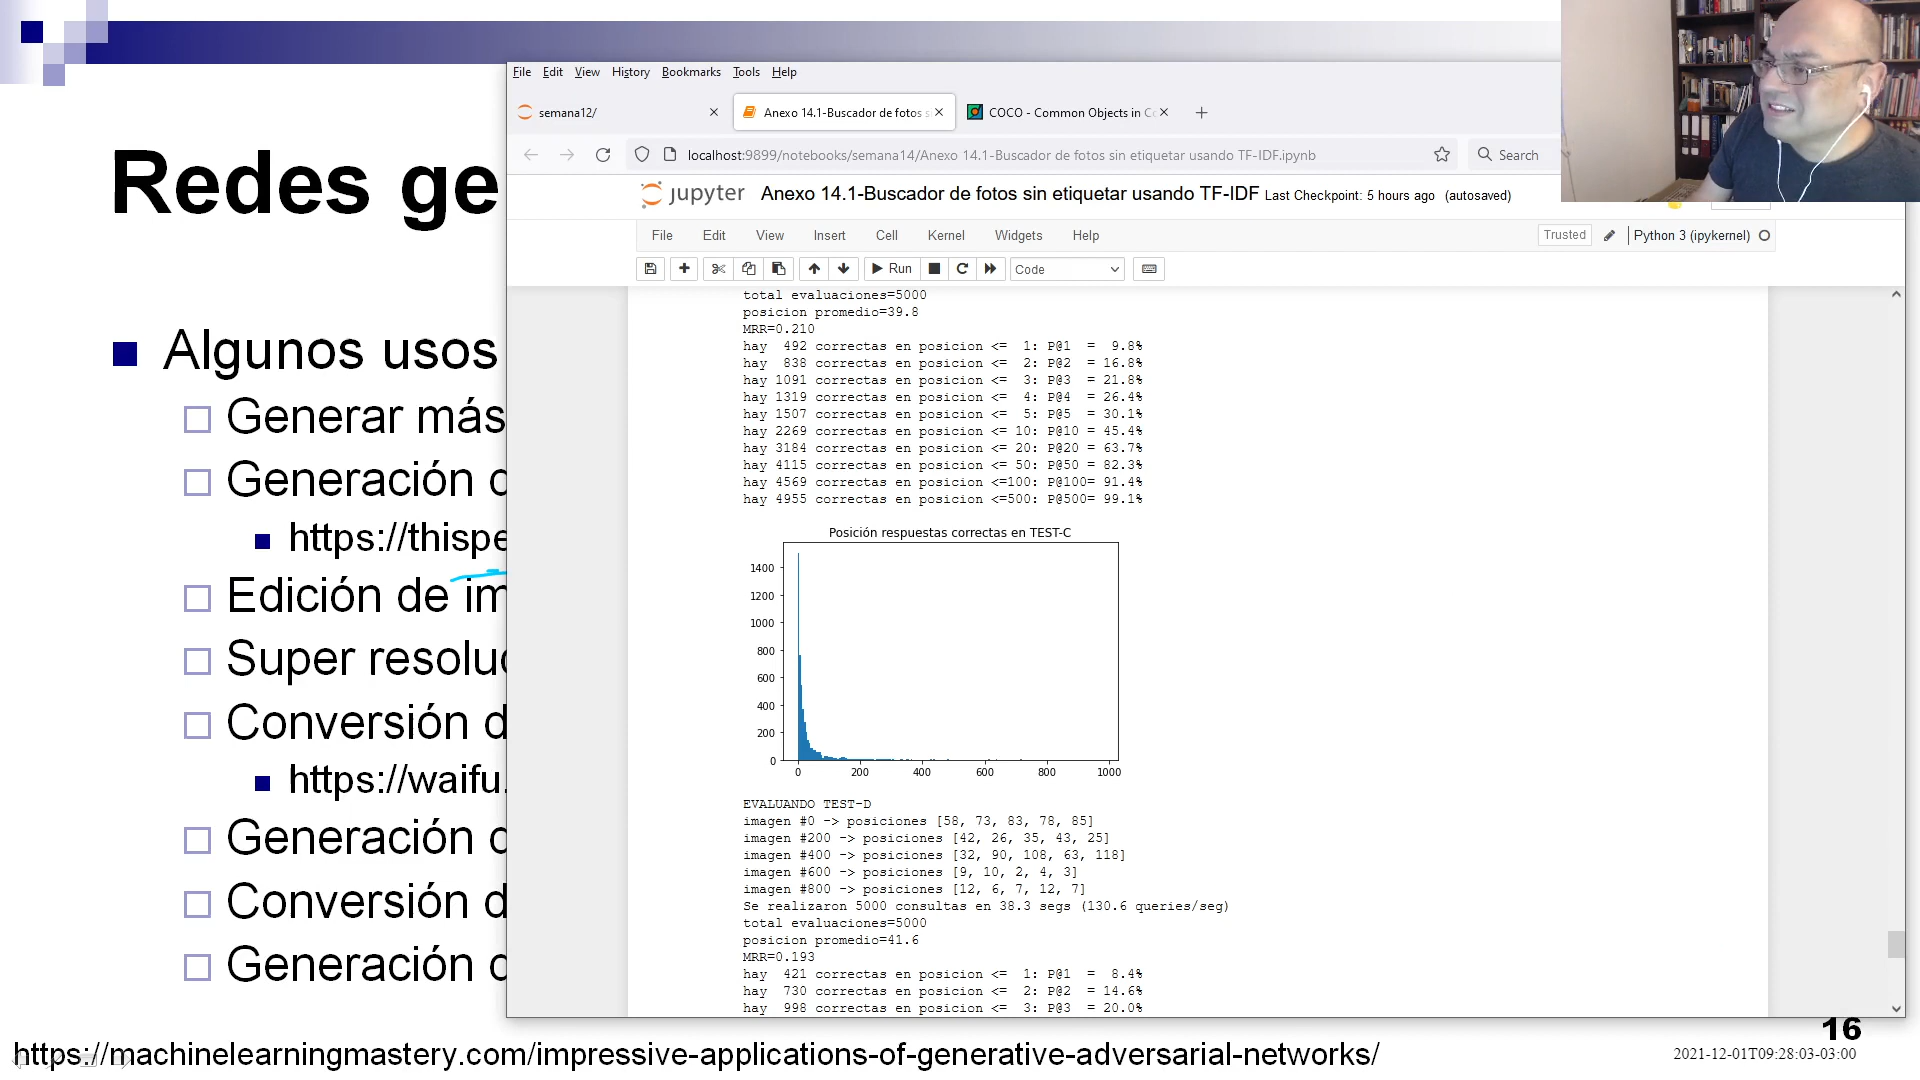 Redes ge
Algunos usos
Generar más
Generación
https://thispe
Edición de im
Super resolu
Conversión
https://waifu.
Generación
Conversión
Generación
https://machinelearningmastery.com/impressive-applications-of-generative-adversarial-networks/
16
2021-12-01T09:28:03-03:00
File Edit View History Bookmarks Tools Help
semana12/
Anexo 14.1-Buscador de fotos s
COCO - Common Objects in Co
localhost:9899/notebooks/semana14/Anexo 14.1-Buscador de fotos sin etiquetar usando TF-IDF.ipynb
Search
jupyter Anexo 14.1-Buscador de fotos sin etiquetar usando TF-IDF Last Checkpoint: 5 hours ago (autosaved)
File Edit View Insert Cell Kernel Widgets Help
Trusted Python 3 (ipykernel)
Run Code
total evaluaciones=5000
posicion promedio=39.8
MRR=0.210
hay  492 correctas en posicion <=  1: P@1  =  9.8%
hay  838 correctas en posicion <=  2: P@2  = 16.8%
hay 1091 correctas en posicion <=  3: P@3  = 21.8%
hay 1319 correctas en posicion <=  4: P@4  = 26.4%
hay 1507 correctas en posicion <=  5: P@5  = 30.1%
hay 2269 correctas en posicion <= 10: P@10 = 45.4%
hay 3184 correctas en posicion <= 20: P@20 = 63.7%
hay 4115 correctas en posicion <= 50: P@50 = 82.3%
hay 4569 correctas en posicion <=100: P@100= 91.4%
hay 4955 correctas en posicion <=500: P@500= 99.1%
Posición respuestas correctas en TEST-C
1400
1200
1000
800
600
400
200
0
0 200 400 600 800 1000
EVALUANDO TEST-D
imagen #0 -> posiciones [58, 73, 83, 78, 85]
imagen #200 -> posiciones [42, 26, 35, 43, 25]
imagen #400 -> posiciones [32, 90, 108, 63, 118]
imagen #600 -> posiciones [9, 10, 2, 4, 3]
imagen #800 -> posiciones [12, 6, 7, 12, 7]
Se realizaron 5000 consultas en 38.3 segs (130.6 queries/seg)
total evaluaciones=5000
posicion promedio=41.6
MRR=0.193
hay  421 correctas en posicion <=  1: P@1  =  8.4%
hay  730 correctas en posicion <=  2: P@2  = 14.6%
hay  998 correctas en posicion <=  3: P@3  = 20.0%